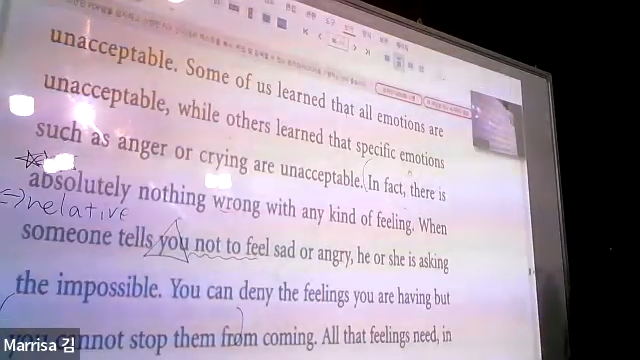 unacceptable. Some of us learned that all emotions are
unacceptable, while others learned that specific emotions
such as anger or crying are unacceptable. In fact, there is
absolutely nothing wrong with any kind of feeling. When
⇒ relative
someone tells you not to feel sad or angry, he or she is asking
the impossible. You can deny the feelings you are having but
you cannot stop them from coming. All that feelings need, in
Marrisa 김